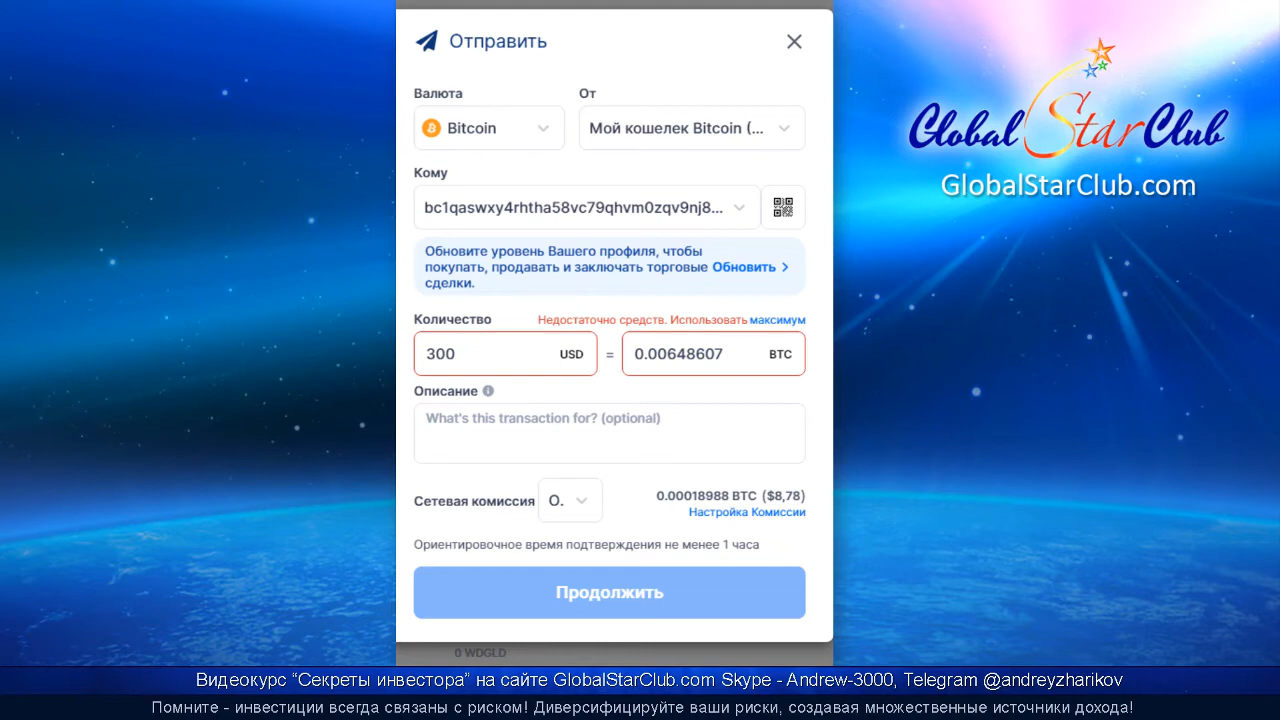 Отправить
Валюта
От
Bitcoin
Мой кошелек Bitcoin (...
Кому
bc1qaswxy4rhtha58vc79qhvm0zqv9nj8...
Обновите уровень Вашего профиля, чтобы
покупать, продавать и заключать торговые Обновить
сделки.
Количество
Недостаточно средств. Использовать максимум
300 USD = 0.00648607 BTC
Описание
What's this transaction for? (optional)
Сетевая комиссия
О.
0.00018988 BTC ($8,78)
Настройка Комиссии
Ориентировочное время подтверждения не менее 1 часа
Продолжить
0 WDGLD
Global Star Club
GlobalStarClub.com
Видеокурс "Секреты инвестора" на сайте GlobalStarClub.com Skype - Andrew-3000, Telegram @andreyzharikov
Помните - инвестиции всегда связаны с риском! Диверсифицируйте ваши риски, создавая множественные источники дохода!